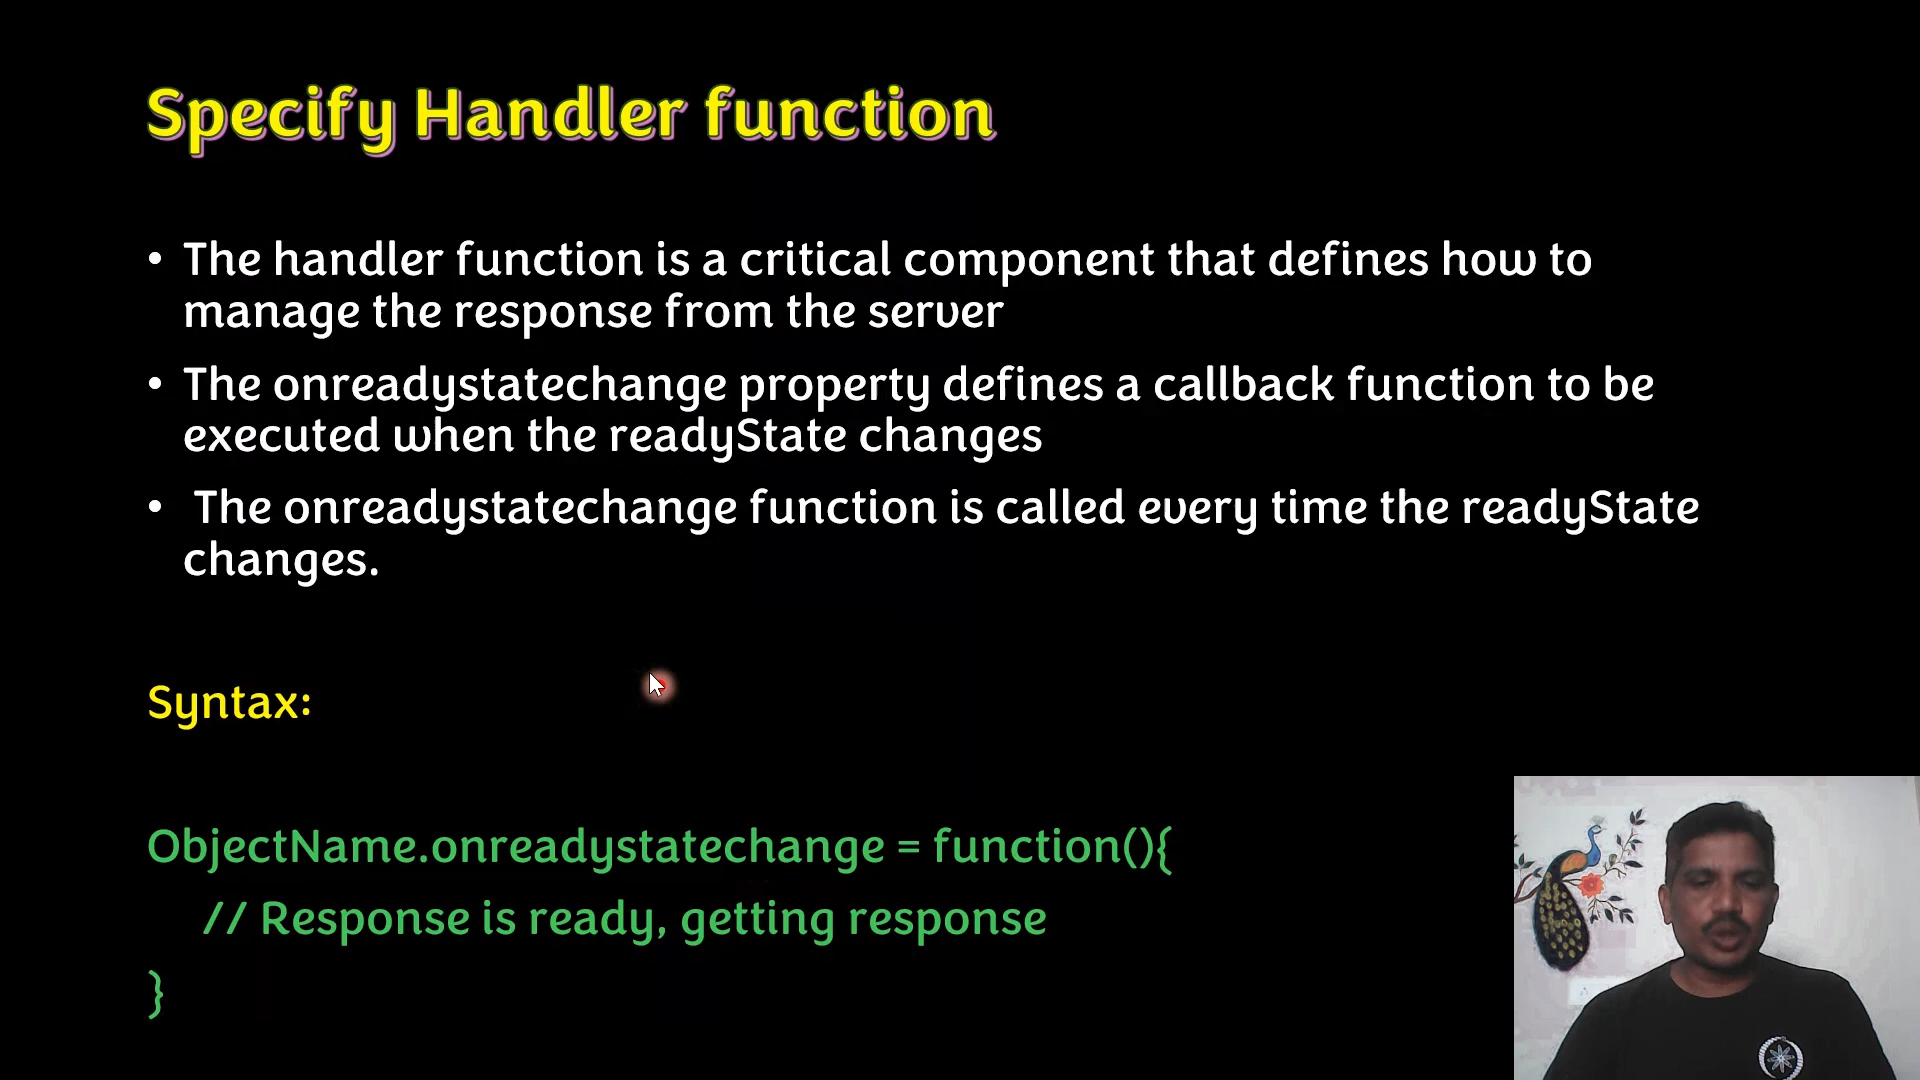 Specify Handler function
• The handler function is a critical component that defines how to
manage the response from the server
• The onreadystatechange property defines a callback function to be
executed when the readyState changes
• The onreadystatechange function is called every time the readyState
changes.
Syntax:
ObjectName.onreadystatechange = function(){
// Response is ready, getting response
}